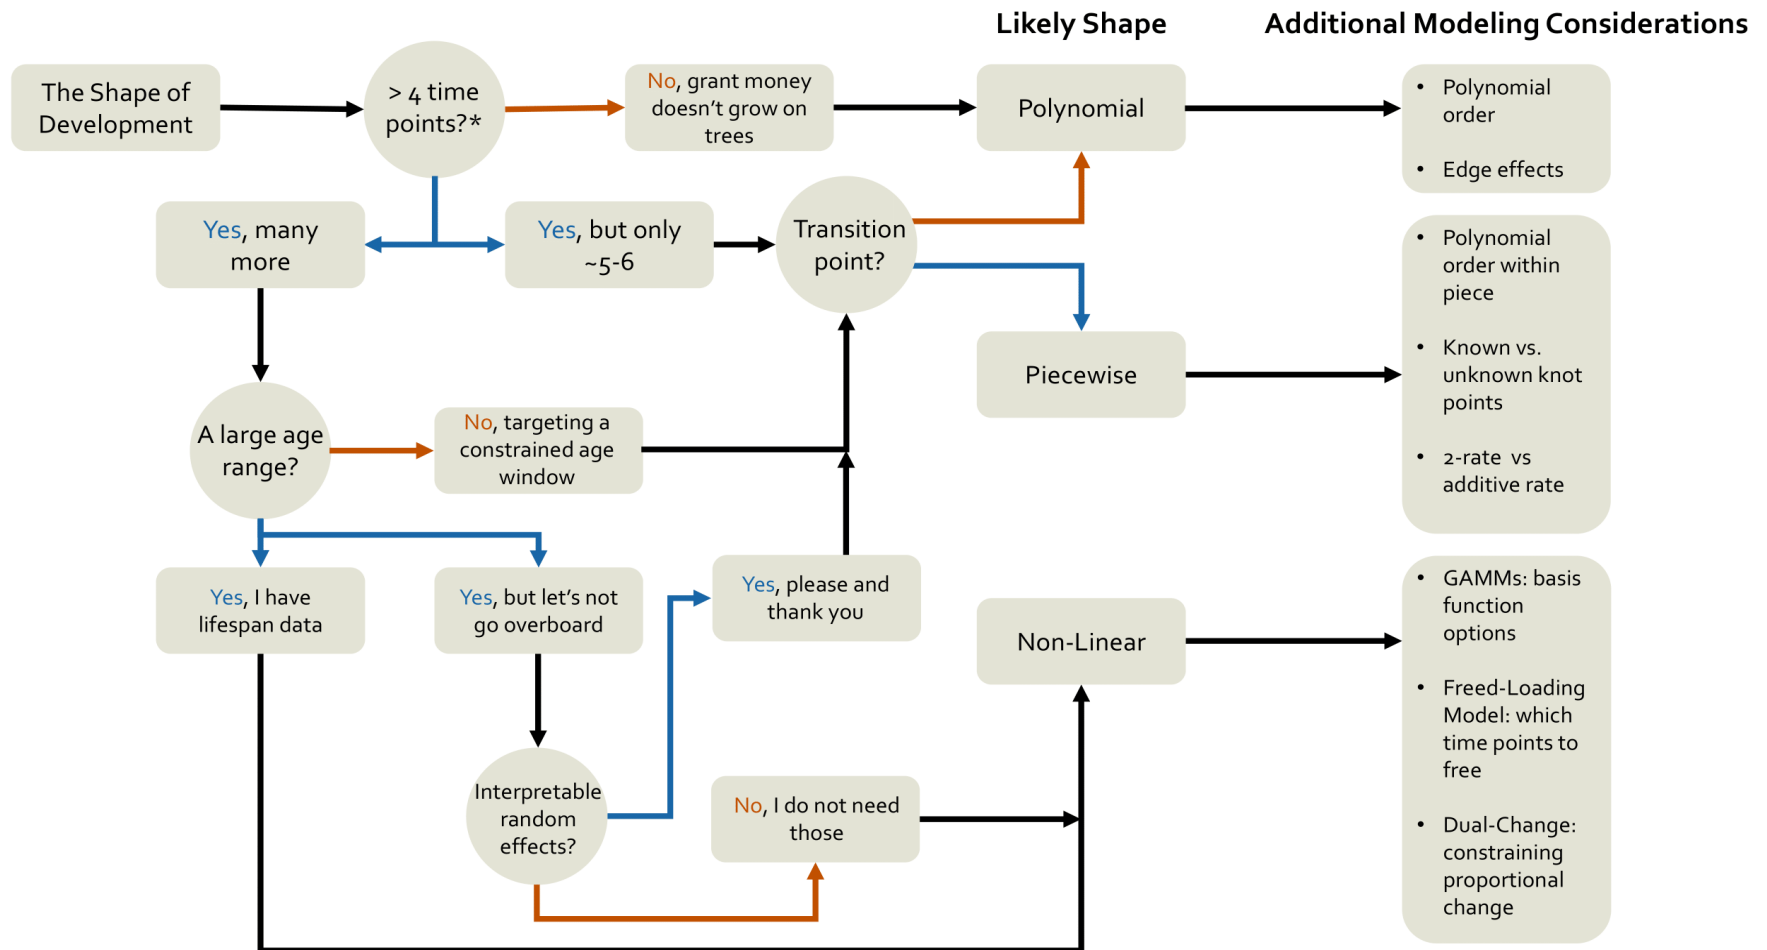 Likely Shape
Additional Modeling Considerations
The Shape of
Development
> 4 time
points?*
No, grant money
doesn't grow on
trees
Polynomial
• Polynomial
order
• Edge effects
Yes, many
more
Yes, but only
~5-6
Transition
point?
• Polynomial
order within
piece
• Known vs.
unknown knot
points
• 2-rate vs
additive rate
Piecewise
A large age
range?
No, targeting a
constrained age
window
Yes, I have
lifespan data
Yes, but let's not
go overboard
Yes, please and
thank you
Non-Linear
• GAMMs: basis
function
options
• Freed-Loading
Model: which
time points to
free
• Dual-Change:
constraining
proportional
change
Interpretable
random
effects?
No, I do not need
those